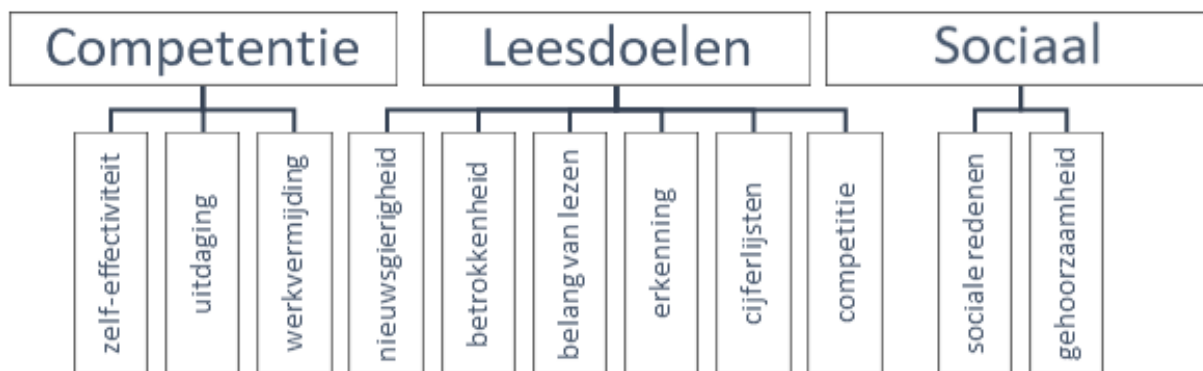 Competentie
Leesdoelen
Sociaal
zelf-effectiviteit
uitdaging
werkvermijding
nieuwsgierigheid
betrokkenheid
belang van lezen
erkenning
cijferlijsten
competitie
sociale redenen
gehoorzaamheid